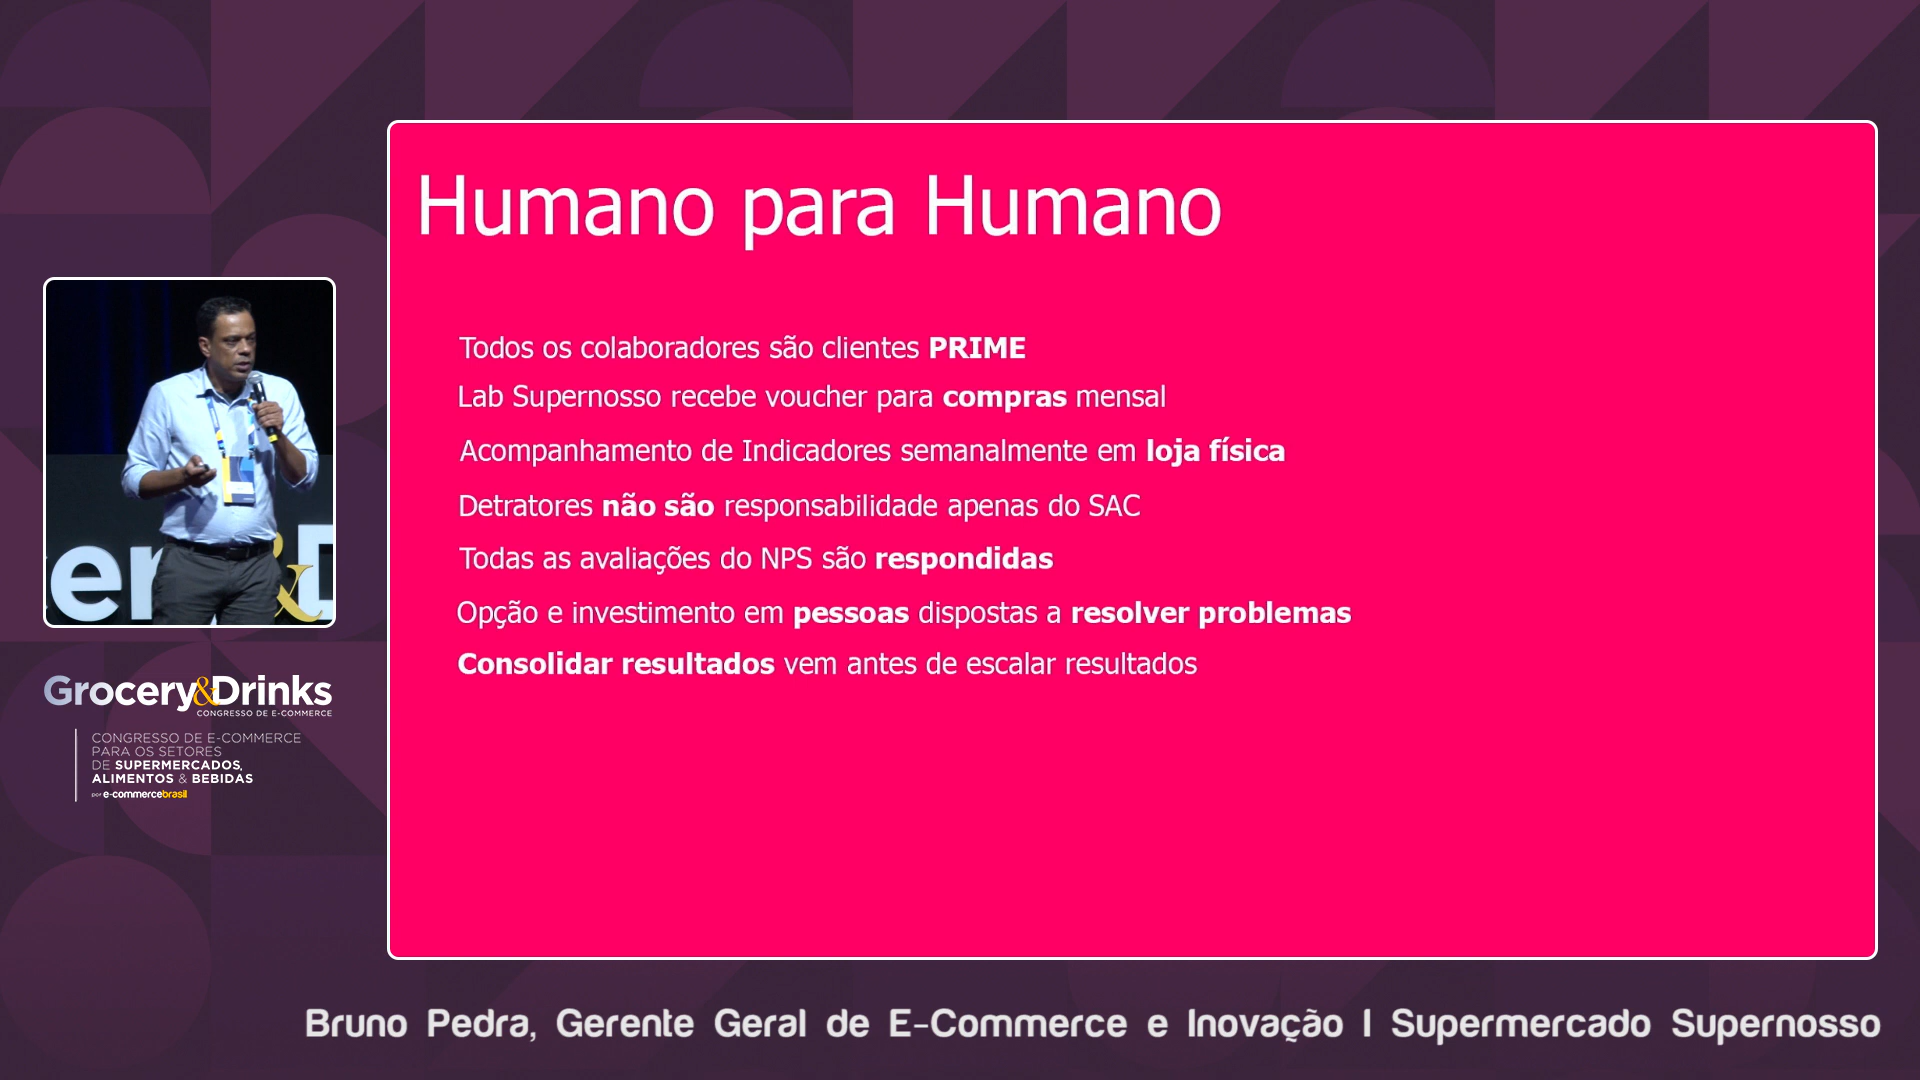 Humano para Humano
Todos os colaboradores são clientes PRIME
Lab Supernosso recebe voucher para compras mensal
Acompanhamento de Indicadores semanalmente em loja física
Detratores não são responsabilidade apenas do SAC
Todas as avaliações do NPS são respondidas
Opção e investimento em pessoas dispostas a resolver problemas
Consolidar resultados vem antes de escalar resultados
cer & D
Grocery&Drinks
CONGRESSO DE E-COMMERCE
CONGRESSO DE E-COMMERCE
PARA OS SETORES
DE SUPERMERCADOS,
ALIMENTOS & BEBIDAS
por e-commercebrasil
Bruno Pedra, Gerente Geral de E-Commerce e Inovação | Supermercado Supernosso